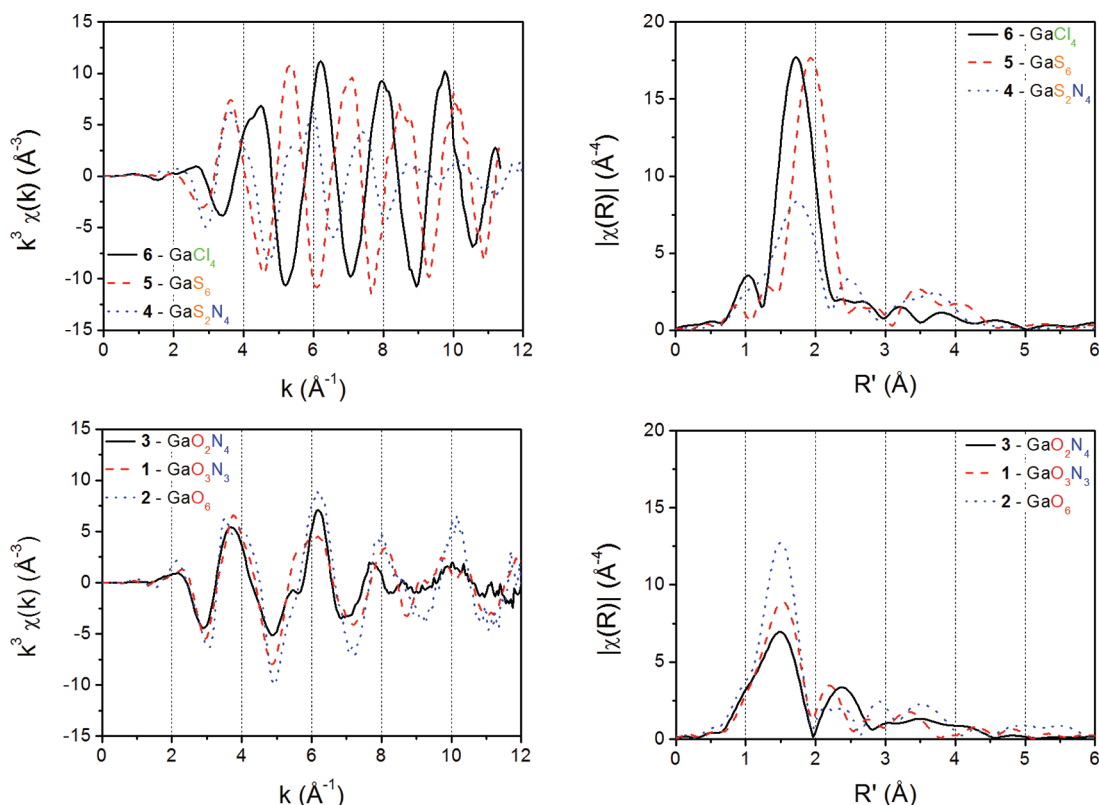 15
10
5
0
-5
-10
-15
k³ χ(k) (Å⁻³)
6 - GaCl₄
5 - GaS₆
4 - GaS₂N₄
0 2 4 6 8 10 12
k (Å⁻¹)
20
15
10
5
0
|χ(R)| (Å⁻⁴)
6 - GaCl₄
5 - GaS₆
4 - GaS₂N₄
0 1 2 3 4 5 6
R' (Å)
15
10
5
0
-5
-10
-15
k³ χ(k) (Å⁻³)
3 - GaO₂N₄
1 - GaO₃N₃
2 - GaO₆
0 2 4 6 8 10 12
k (Å⁻¹)
20
15
10
5
0
|χ(R)| (Å⁻⁴)
3 - GaO₂N₄
1 - GaO₃N₃
2 - GaO₆
0 1 2 3 4 5 6
R' (Å)